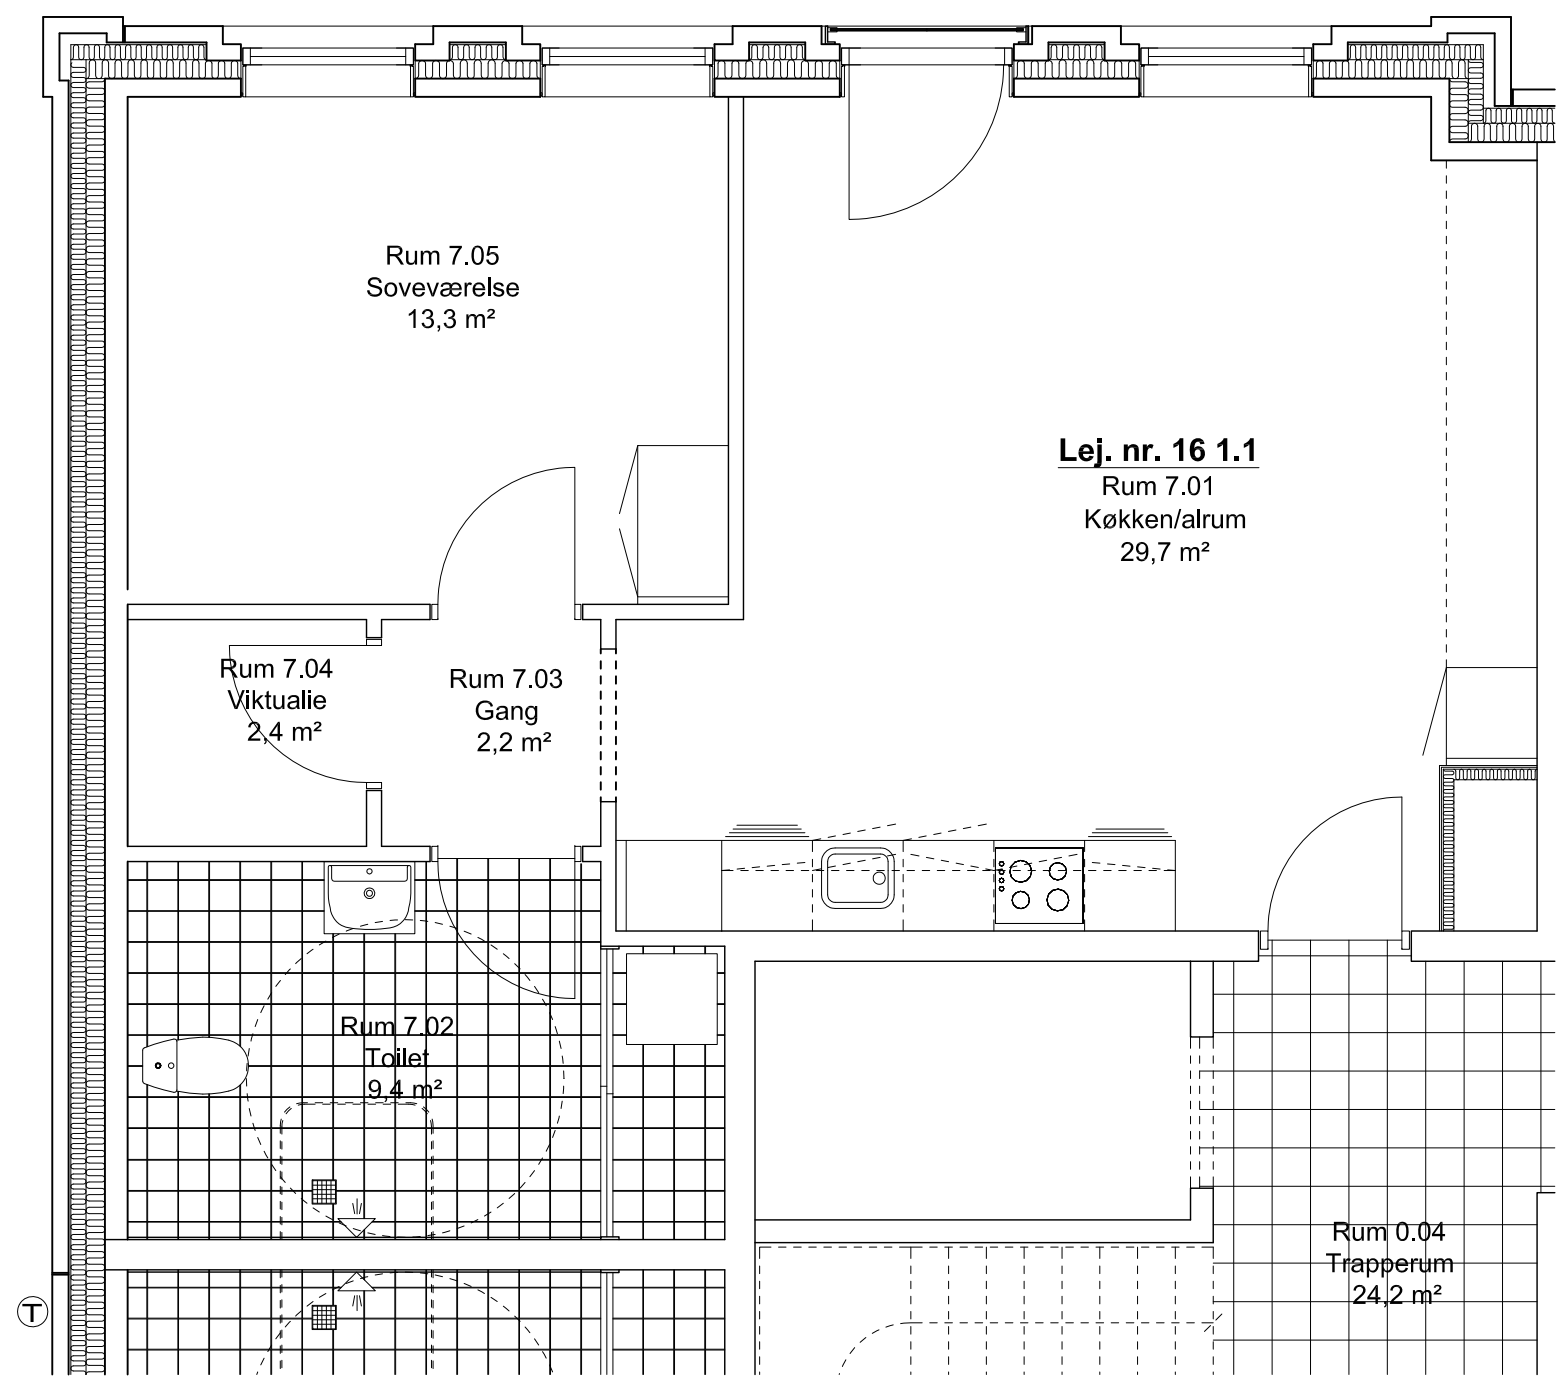 Rum 7.05
Soveværelse
13,3 m²
Lej. nr. 16 1.1
Rum 7.01
Køkken/alrum
29,7 m²
Rum 7.04
Viktualie
2,4 m²
Rum 7.03
Gang
2,2 m²
Rum 7.02
Toilet
9,4 m²
Rum 0.04
Trapperum
24,2 m²
T